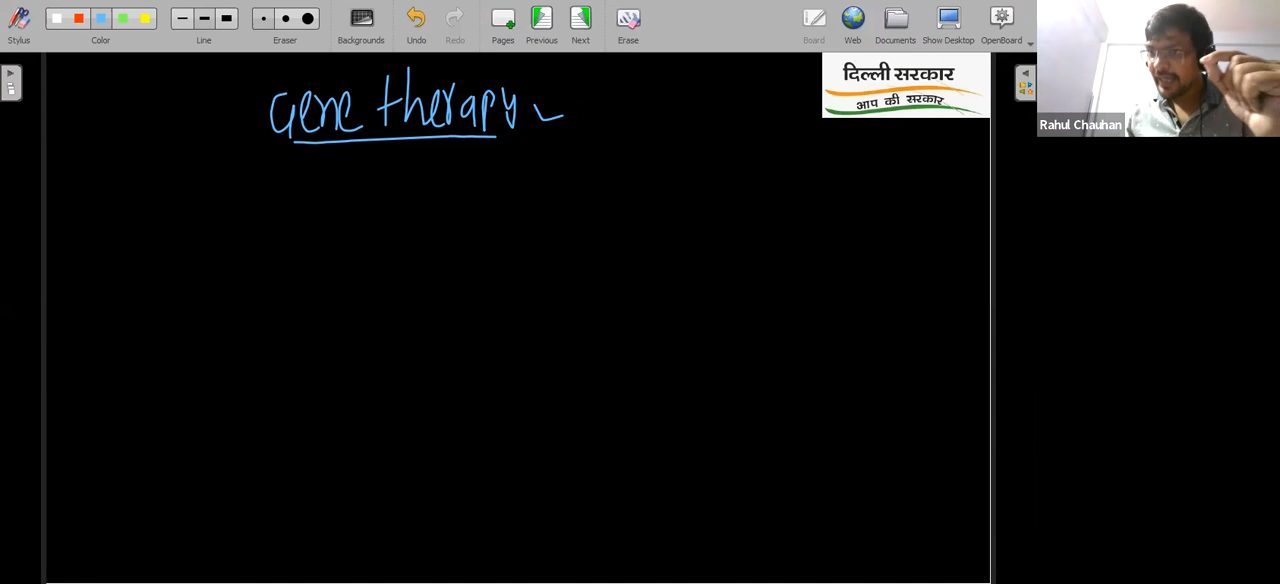 Stylus
Color
Line
Eraser
Backgrounds
Undo
Redo
Pages
Previous
Next
Erase
Board
Web
Documents
Show Desktop
OpenBoard
Gene therapy
दिल्ली सरकार
आप की सरकार
Rahul Chauhan